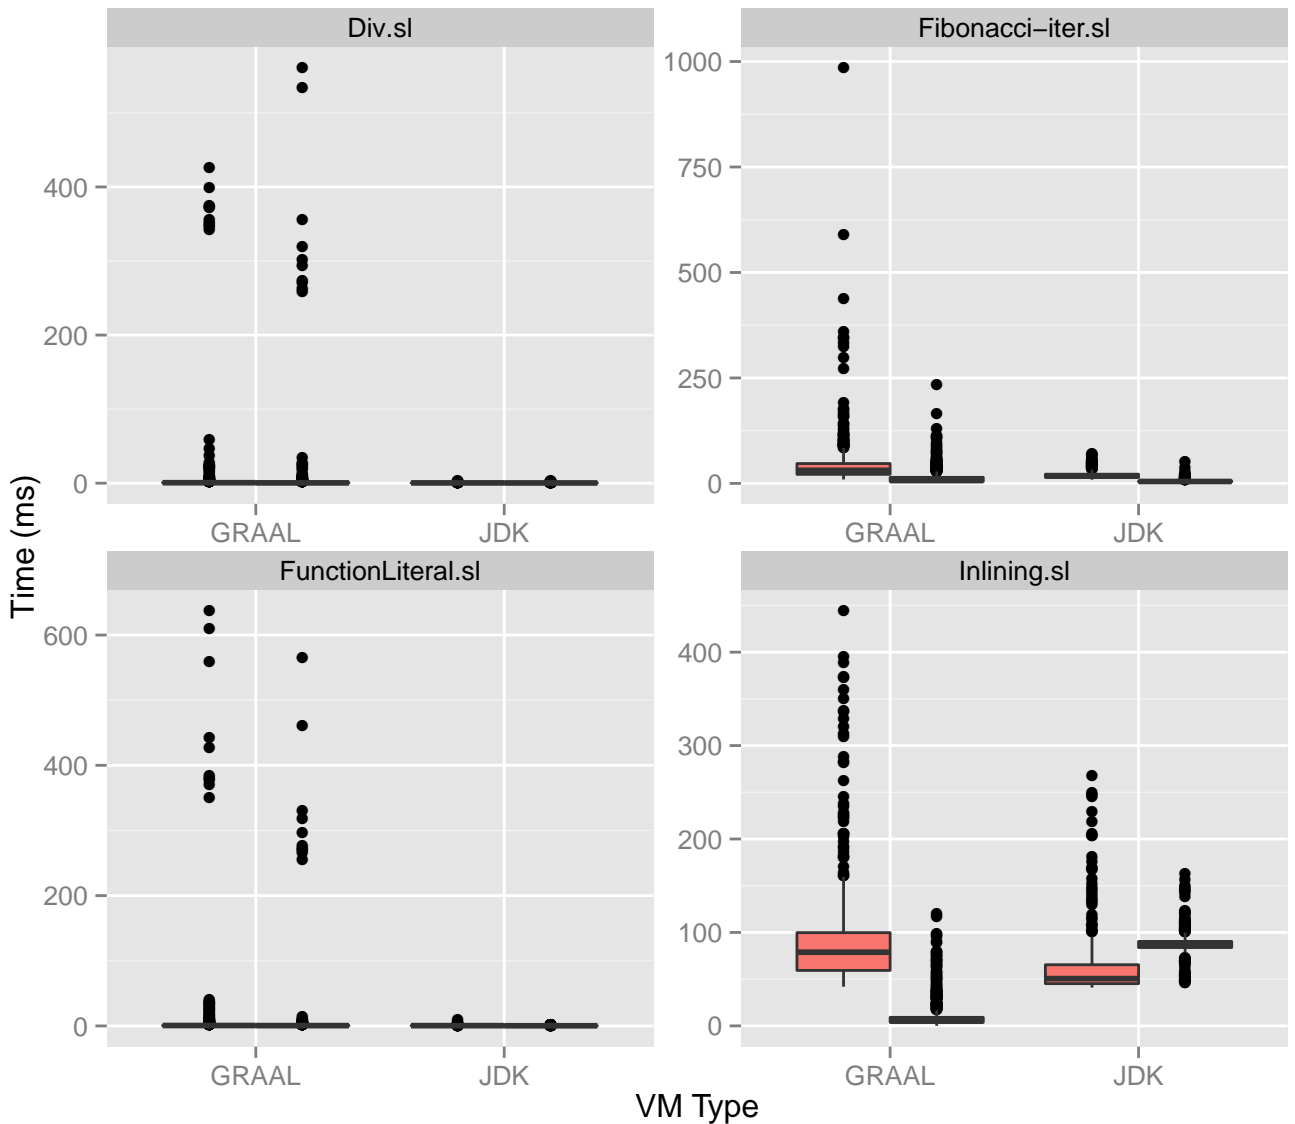 Div.sl
Fibonacci−iter.sl
400
200
0
1000
750
500
250
0
GRAAL
JDK
GRAAL
JDK
Time (ms)
FunctionLiteral.sl
Inlining.sl
600
400
200
0
400
300
200
100
0
GRAAL
JDK
GRAAL
JDK
VM Type